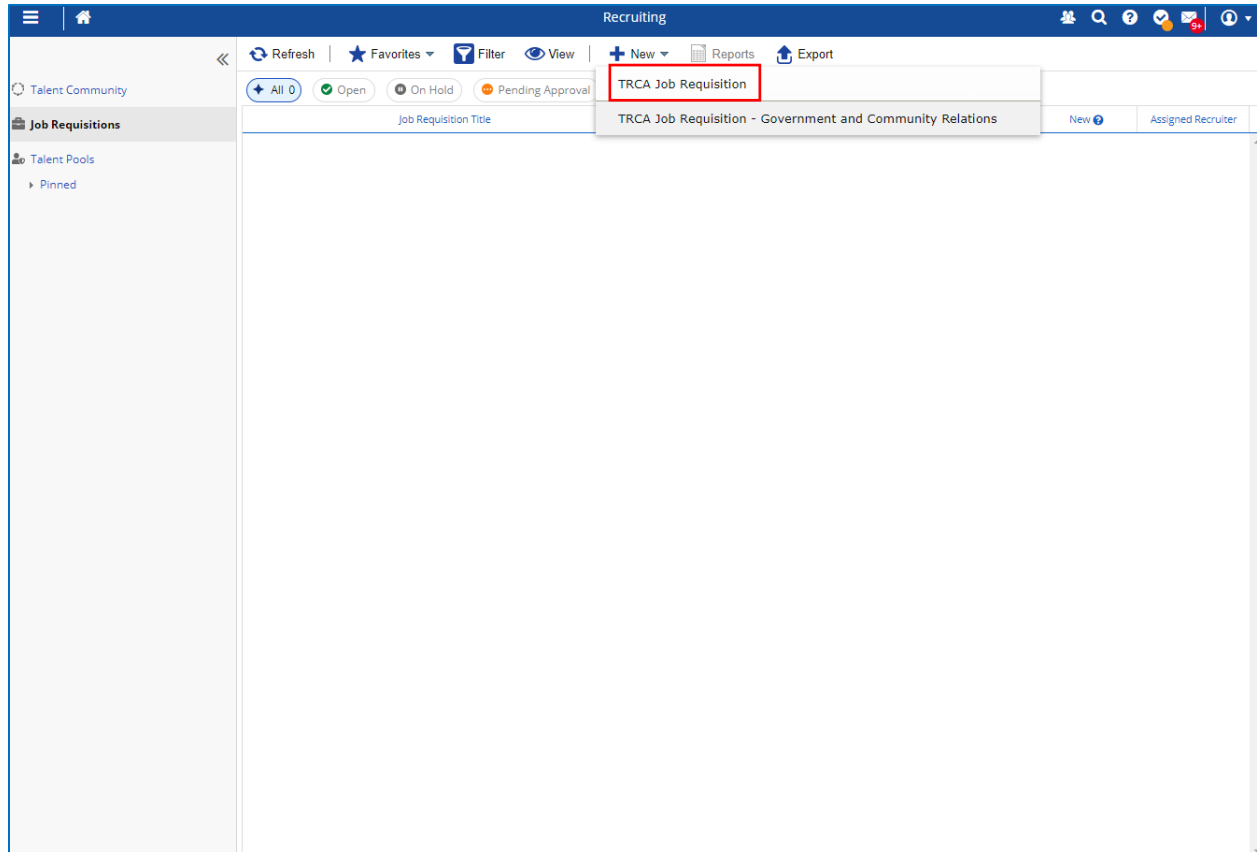 Recruiting
9+
Refresh Favorites Filter View New Reports Export
Talent Community
All 0 Open On Hold Pending Approval
TRCA Job Requisition
Job Requisitions
Job Requisition Title
TRCA Job Requisition - Government and Community Relations
New
Assigned Recruiter
Talent Pools
Pinned